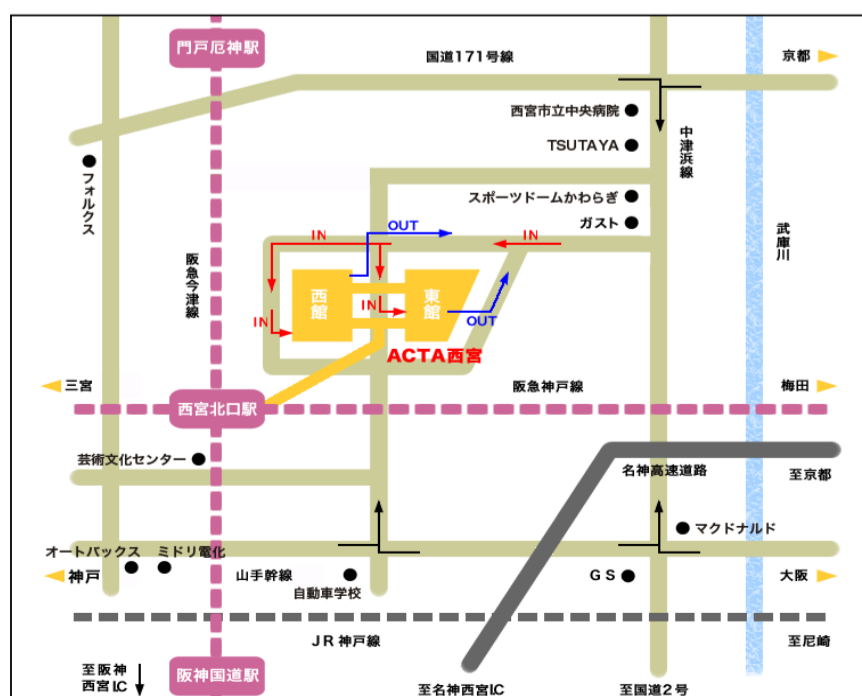 門戸厄神駅
国道171号線
京都
西宮市立中央病院
TSUTAYA
中津浜線
フォルクス
スポーツドームかわらぎ
ガスト
武庫川
阪急今津線
IN
OUT
IN
西館
東館
IN
IN
OUT
ACTA西宮
三宮
阪急神戸線
梅田
西宮北口駅
芸術文化センター
名神高速道路
至京都
マクドナルド
オートバックス
ミドリ電化
神戸
山手幹線
自動車学校
GS
大阪
JR神戸線
至尼崎
至阪神
西宮I.C
阪神国道駅
至名神西宮I.C
至国道2号